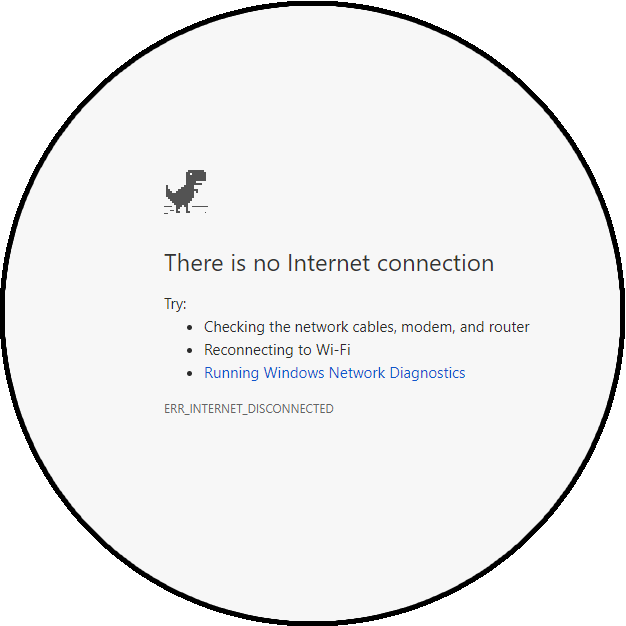 There is no Internet connection
Try:
• Checking the network cables, modem, and router
• Reconnecting to Wi-Fi
• Running Windows Network Diagnostics
ERR_INTERNET_DISCONNECTED